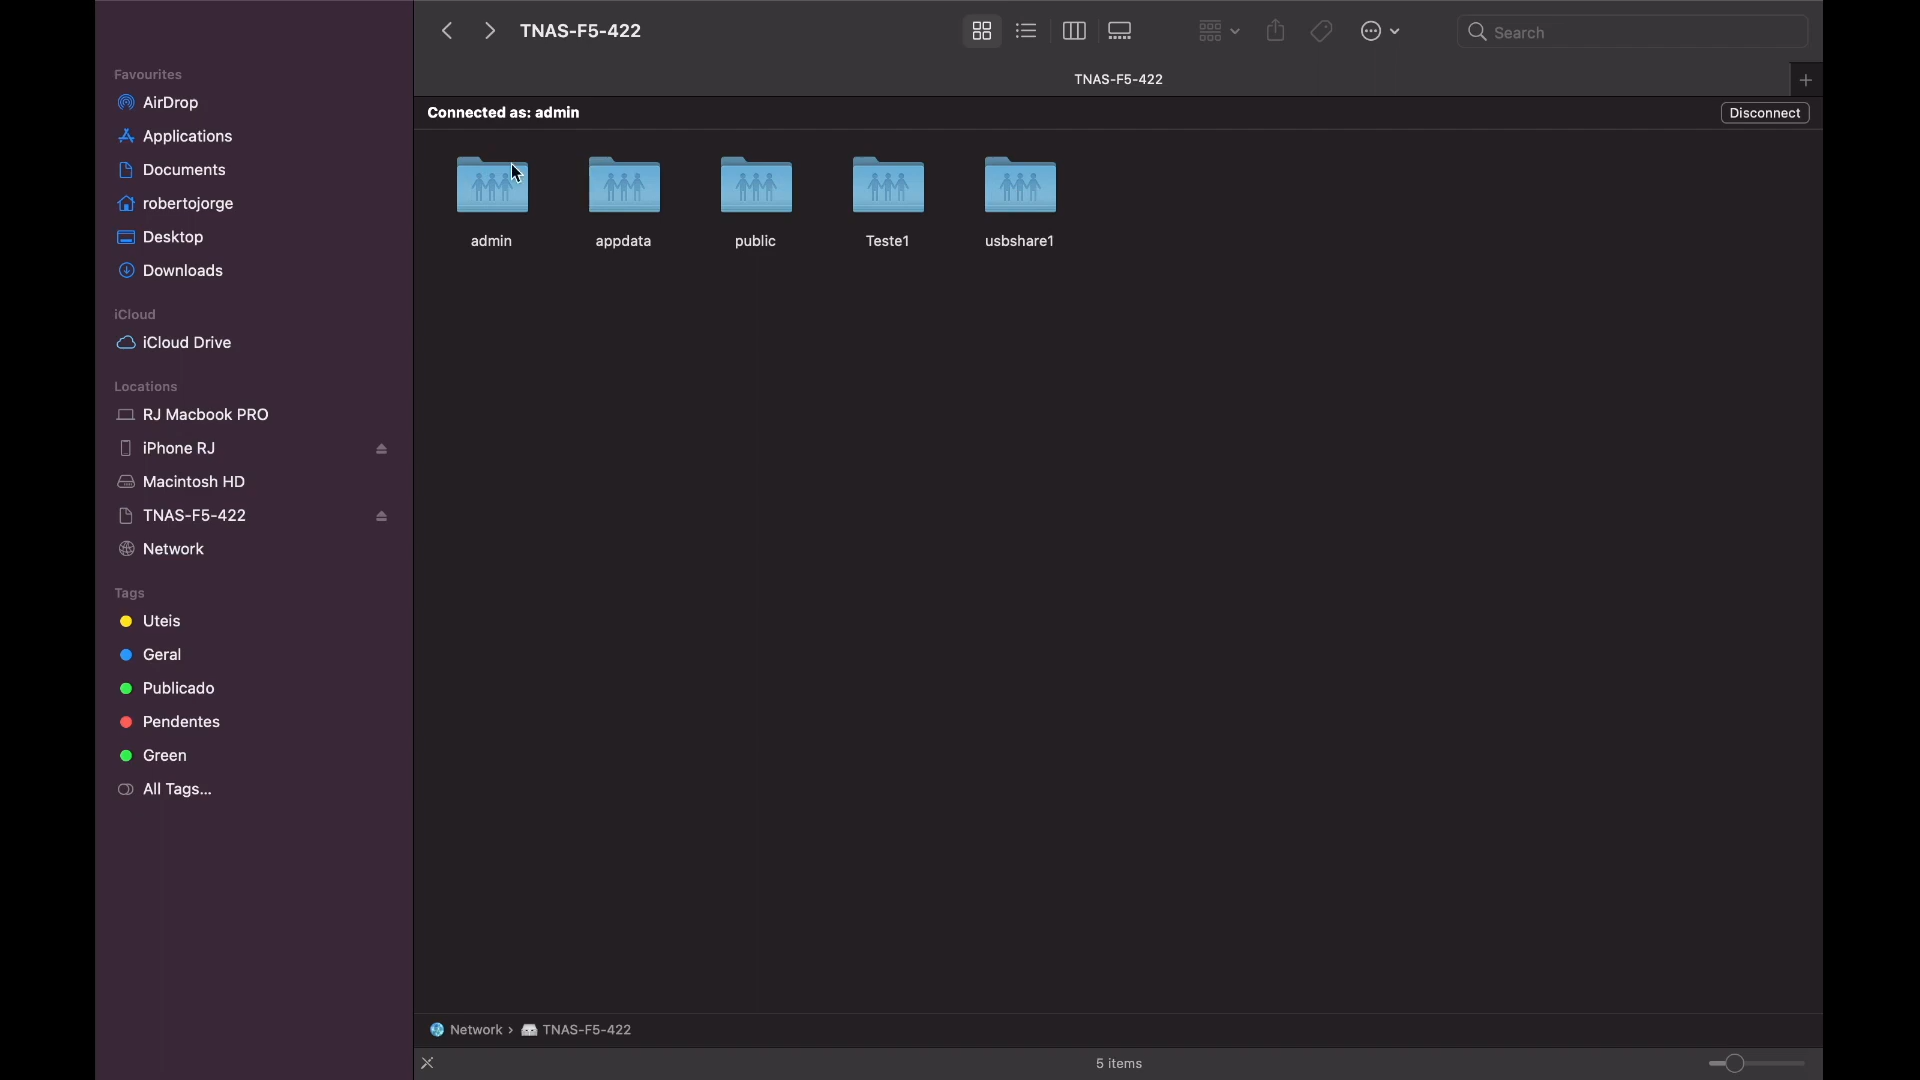 TNAS-F5-422
Search
Favourites
AirDrop
Applications
Documents
robertojorge
Desktop
Downloads
iCloud
iCloud Drive
Locations
RJ Macbook PRO
iPhone RJ
Macintosh HD
TNAS-F5-422
Network
Tags
Uteis
Geral
Publicado
Pendentes
Green
All Tags...
TNAS-F5-422
Connected as: admin
Disconnect
admin
appdata
public
Teste1
usbshare1
Network › TNAS-F5-422
5 items